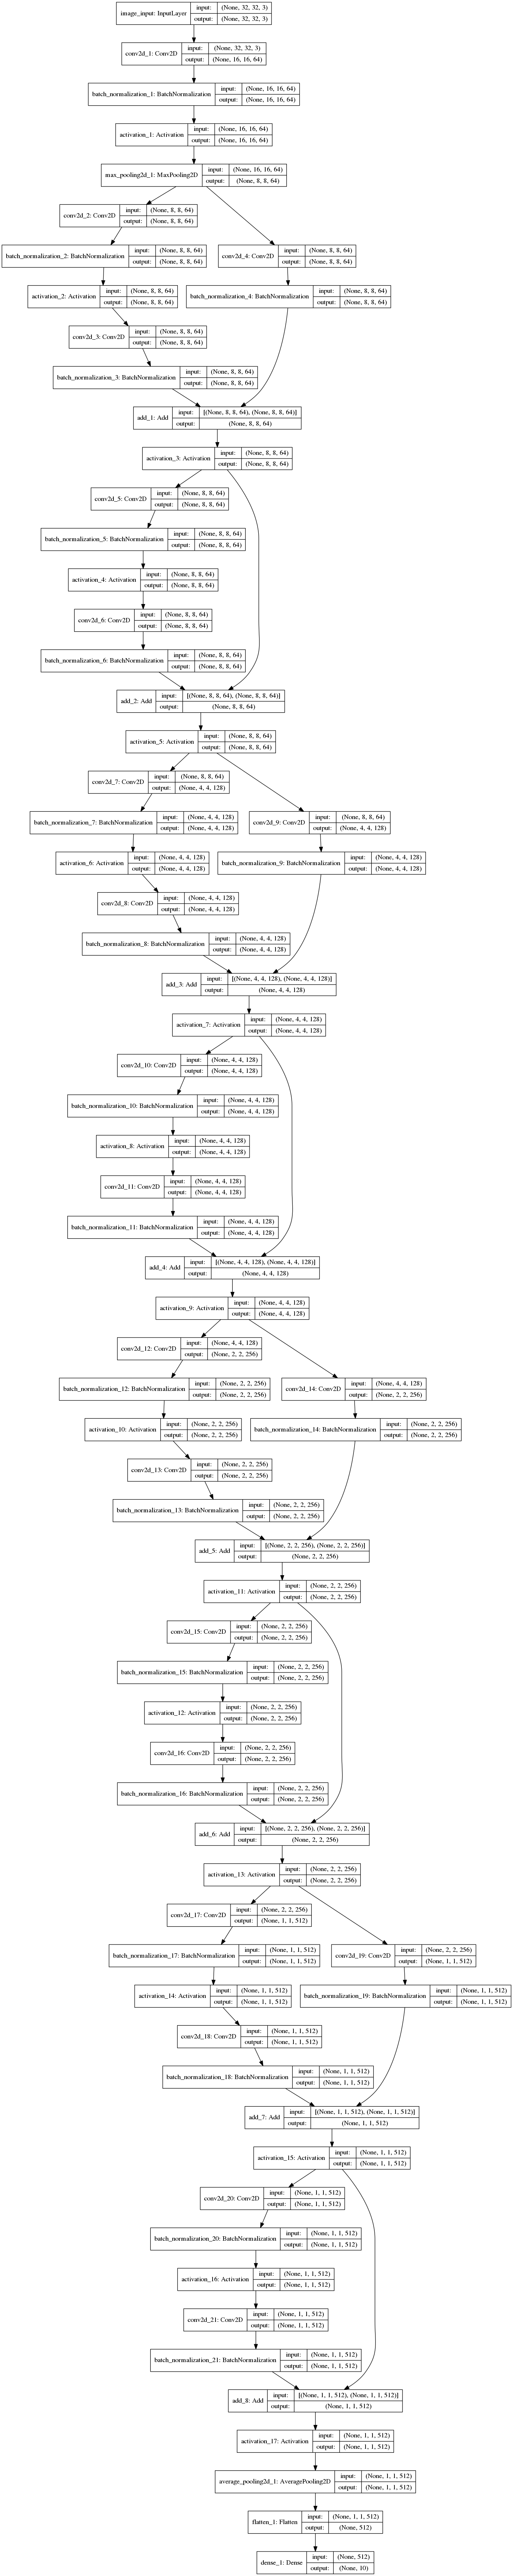 image_input: InputLayer input: (None, 32, 32, 3)
output: (None, 32, 32, 3)
conv2d_1: Conv2D input: (None, 32, 32, 3)
output: (None, 16, 16, 64)
batch_normalization_1: BatchNormalization input: (None, 16, 16, 64)
output: (None, 16, 16, 64)
activation_1: Activation input: (None, 16, 16, 64)
output: (None, 16, 16, 64)
max_pooling2d_1: MaxPooling2D input: (None, 16, 16, 64)
output: (None, 8, 8, 64)
conv2d_2: Conv2D input: (None, 8, 8, 64)
output: (None, 8, 8, 64)
batch_normalization_2: BatchNormalization input: (None, 8, 8, 64)
output: (None, 8, 8, 64)
conv2d_4: Conv2D input: (None, 8, 8, 64)
output: (None, 8, 8, 64)
activation_2: Activation input: (None, 8, 8, 64)
output: (None, 8, 8, 64)
batch_normalization_4: BatchNormalization input: (None, 8, 8, 64)
output: (None, 8, 8, 64)
conv2d_3: Conv2D input: (None, 8, 8, 64)
output: (None, 8, 8, 64)
batch_normalization_3: BatchNormalization input: (None, 8, 8, 64)
output: (None, 8, 8, 64)
add_1: Add input: [(None, 8, 8, 64), (None, 8, 8, 64)]
output: (None, 8, 8, 64)
activation_3: Activation input: (None, 8, 8, 64)
output: (None, 8, 8, 64)
conv2d_5: Conv2D input: (None, 8, 8, 64)
output: (None, 8, 8, 64)
batch_normalization_5: BatchNormalization input: (None, 8, 8, 64)
output: (None, 8, 8, 64)
activation_4: Activation input: (None, 8, 8, 64)
output: (None, 8, 8, 64)
conv2d_6: Conv2D input: (None, 8, 8, 64)
output: (None, 8, 8, 64)
batch_normalization_6: BatchNormalization input: (None, 8, 8, 64)
output: (None, 8, 8, 64)
add_2: Add input: [(None, 8, 8, 64), (None, 8, 8, 64)]
output: (None, 8, 8, 64)
activation_5: Activation input: (None, 8, 8, 64)
output: (None, 8, 8, 64)
conv2d_7: Conv2D input: (None, 8, 8, 64)
output: (None, 4, 4, 128)
batch_normalization_7: BatchNormalization input: (None, 4, 4, 128)
output: (None, 4, 4, 128)
conv2d_9: Conv2D input: (None, 8, 8, 64)
output: (None, 4, 4, 128)
activation_6: Activation input: (None, 4, 4, 128)
output: (None, 4, 4, 128)
batch_normalization_9: BatchNormalization input: (None, 4, 4, 128)
output: (None, 4, 4, 128)
conv2d_8: Conv2D input: (None, 4, 4, 128)
output: (None, 4, 4, 128)
batch_normalization_8: BatchNormalization input: (None, 4, 4, 128)
output: (None, 4, 4, 128)
add_3: Add input: [(None, 4, 4, 128), (None, 4, 4, 128)]
output: (None, 4, 4, 128)
activation_7: Activation input: (None, 4, 4, 128)
output: (None, 4, 4, 128)
conv2d_10: Conv2D input: (None, 4, 4, 128)
output: (None, 4, 4, 128)
batch_normalization_10: BatchNormalization input: (None, 4, 4, 128)
output: (None, 4, 4, 128)
activation_8: Activation input: (None, 4, 4, 128)
output: (None, 4, 4, 128)
conv2d_11: Conv2D input: (None, 4, 4, 128)
output: (None, 4, 4, 128)
batch_normalization_11: BatchNormalization input: (None, 4, 4, 128)
output: (None, 4, 4, 128)
add_4: Add input: [(None, 4, 4, 128), (None, 4, 4, 128)]
output: (None, 4, 4, 128)
activation_9: Activation input: (None, 4, 4, 128)
output: (None, 4, 4, 128)
conv2d_12: Conv2D input: (None, 4, 4, 128)
output: (None, 2, 2, 256)
batch_normalization_12: BatchNormalization input: (None, 2, 2, 256)
output: (None, 2, 2, 256)
conv2d_14: Conv2D input: (None, 4, 4, 128)
output: (None, 2, 2, 256)
activation_10: Activation input: (None, 2, 2, 256)
output: (None, 2, 2, 256)
batch_normalization_14: BatchNormalization input: (None, 2, 2, 256)
output: (None, 2, 2, 256)
conv2d_13: Conv2D input: (None, 2, 2, 256)
output: (None, 2, 2, 256)
batch_normalization_13: BatchNormalization input: (None, 2, 2, 256)
output: (None, 2, 2, 256)
add_5: Add input: [(None, 2, 2, 256), (None, 2, 2, 256)]
output: (None, 2, 2, 256)
activation_11: Activation input: (None, 2, 2, 256)
output: (None, 2, 2, 256)
conv2d_15: Conv2D input: (None, 2, 2, 256)
output: (None, 2, 2, 256)
batch_normalization_15: BatchNormalization input: (None, 2, 2, 256)
output: (None, 2, 2, 256)
activation_12: Activation input: (None, 2, 2, 256)
output: (None, 2, 2, 256)
conv2d_16: Conv2D input: (None, 2, 2, 256)
output: (None, 2, 2, 256)
batch_normalization_16: BatchNormalization input: (None, 2, 2, 256)
output: (None, 2, 2, 256)
add_6: Add input: [(None, 2, 2, 256), (None, 2, 2, 256)]
output: (None, 2, 2, 256)
activation_13: Activation input: (None, 2, 2, 256)
output: (None, 2, 2, 256)
conv2d_17: Conv2D input: (None, 2, 2, 256)
output: (None, 1, 1, 512)
batch_normalization_17: BatchNormalization input: (None, 1, 1, 512)
output: (None, 1, 1, 512)
conv2d_19: Conv2D input: (None, 2, 2, 256)
output: (None, 1, 1, 512)
activation_14: Activation input: (None, 1, 1, 512)
output: (None, 1, 1, 512)
batch_normalization_19: BatchNormalization input: (None, 1, 1, 512)
output: (None, 1, 1, 512)
conv2d_18: Conv2D input: (None, 1, 1, 512)
output: (None, 1, 1, 512)
batch_normalization_18: BatchNormalization input: (None, 1, 1, 512)
output: (None, 1, 1, 512)
add_7: Add input: [(None, 1, 1, 512), (None, 1, 1, 512)]
output: (None, 1, 1, 512)
activation_15: Activation input: (None, 1, 1, 512)
output: (None, 1, 1, 512)
conv2d_20: Conv2D input: (None, 1, 1, 512)
output: (None, 1, 1, 512)
batch_normalization_20: BatchNormalization input: (None, 1, 1, 512)
output: (None, 1, 1, 512)
activation_16: Activation input: (None, 1, 1, 512)
output: (None, 1, 1, 512)
conv2d_21: Conv2D input: (None, 1, 1, 512)
output: (None, 1, 1, 512)
batch_normalization_21: BatchNormalization input: (None, 1, 1, 512)
output: (None, 1, 1, 512)
add_8: Add input: [(None, 1, 1, 512), (None, 1, 1, 512)]
output: (None, 1, 1, 512)
activation_17: Activation input: (None, 1, 1, 512)
output: (None, 1, 1, 512)
average_pooling2d_1: AveragePooling2D input: (None, 1, 1, 512)
output: (None, 1, 1, 512)
flatten_1: Flatten input: (None, 1, 1, 512)
output: (None, 512)
dense_1: Dense input: (None, 512)
output: (None, 10)